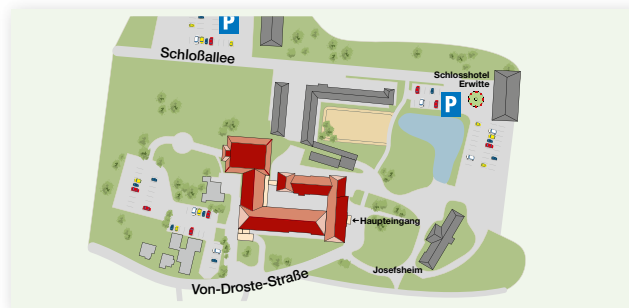 P
Schloßallee
Schlosshotel
Erwitte
P
Haupteingang
Josefsheim
Von-Droste-Straße